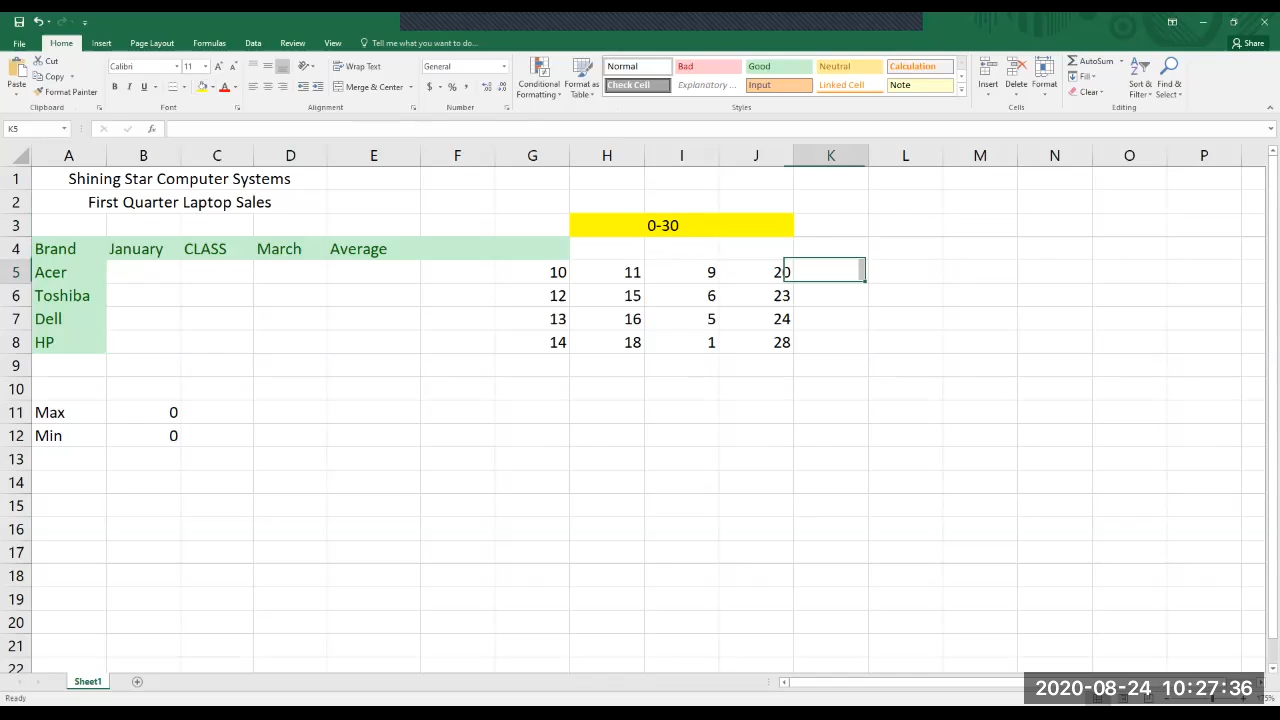 File Home Insert Page Layout Formulas Data Review View Tell me what you want to do... Share
Paste Cut Copy Format Painter Clipboard
Calibri 11 A A B U A Font
Wrap Text Merge & Center Alignment
General $ % , Number
Conditional Formatting Format as Table
Normal Bad Good Neutral Calculation
Check Cell Explanatory ... Input Linked Cell Note
Styles
Insert Delete Format Cells
AutoSum Fill Clear Sort & Filter Find & Select Editing
K5 fx
A B C D E F G H I J K L M N O P
1 Shining Star Computer Systems
2 First Quarter Laptop Sales
3 0-30
4 Brand January CLASS March Average
5 Acer 10 11 9 20
6 Toshiba 12 15 6 23
7 Dell 13 16 5 24
8 HP 14 18 1 28
9
10
11 Max 0
12 Min 0
13
14
15
16
17
18
19
20
21
22
Sheet1
Ready
2020-08-24 10:27:36